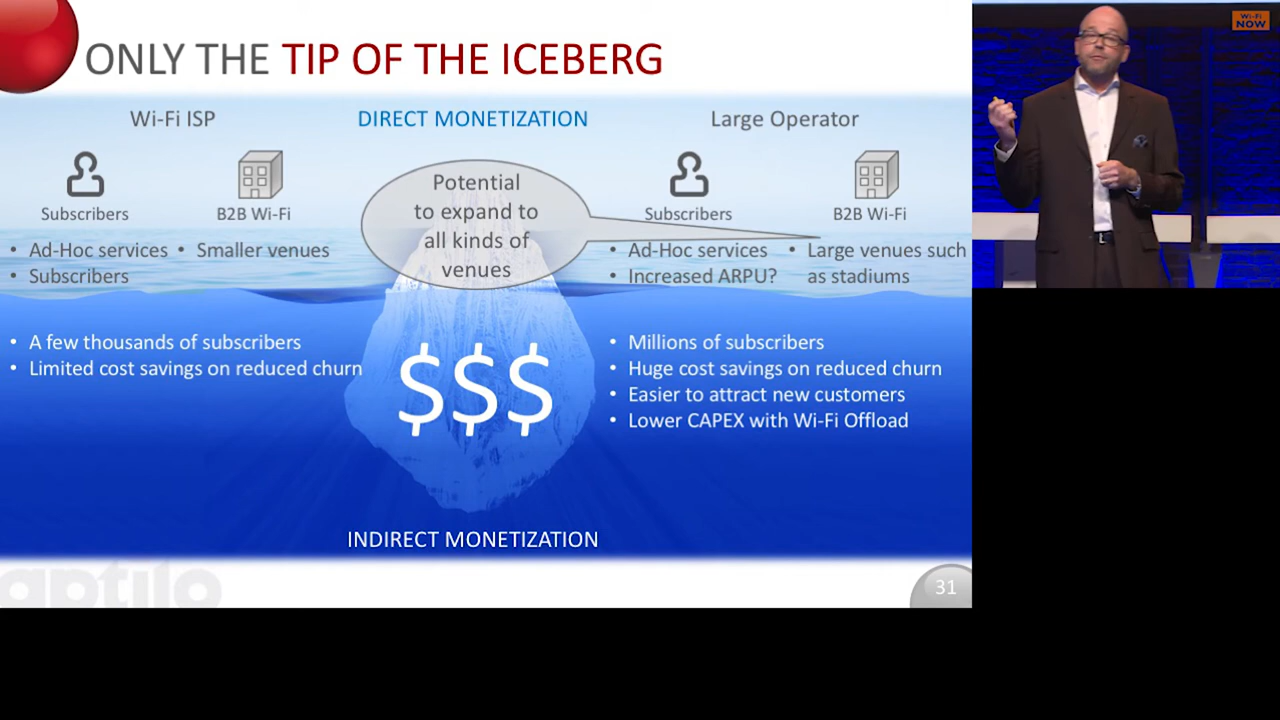 ONLY THE TIP OF THE ICEBERG
Wi-Fi NOW
Wi-Fi ISP
DIRECT MONETIZATION
Large Operator
Subscribers
B2B Wi-Fi
• Ad-Hoc services
• Subscribers
• Smaller venues
Potential
to expand to
all kinds of
venues
Subscribers
B2B Wi-Fi
• Ad-Hoc services
• Increased ARPU?
• Large venues such
as stadiums
• A few thousands of subscribers
• Limited cost savings on reduced churn
$$$
• Millions of subscribers
• Huge cost savings on reduced churn
• Easier to attract new customers
• Lower CAPEX with Wi-Fi Offload
INDIRECT MONETIZATION
aptilo
31